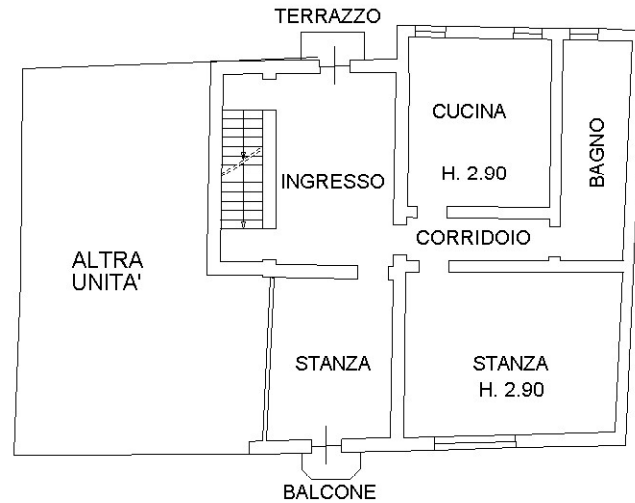 TERRAZZO
CUCINA
H. 2.90
BAGNO
INGRESSO
CORRIDOIO
ALTRA
UNITA'
STANZA
STANZA
H. 2.90
BALCONE